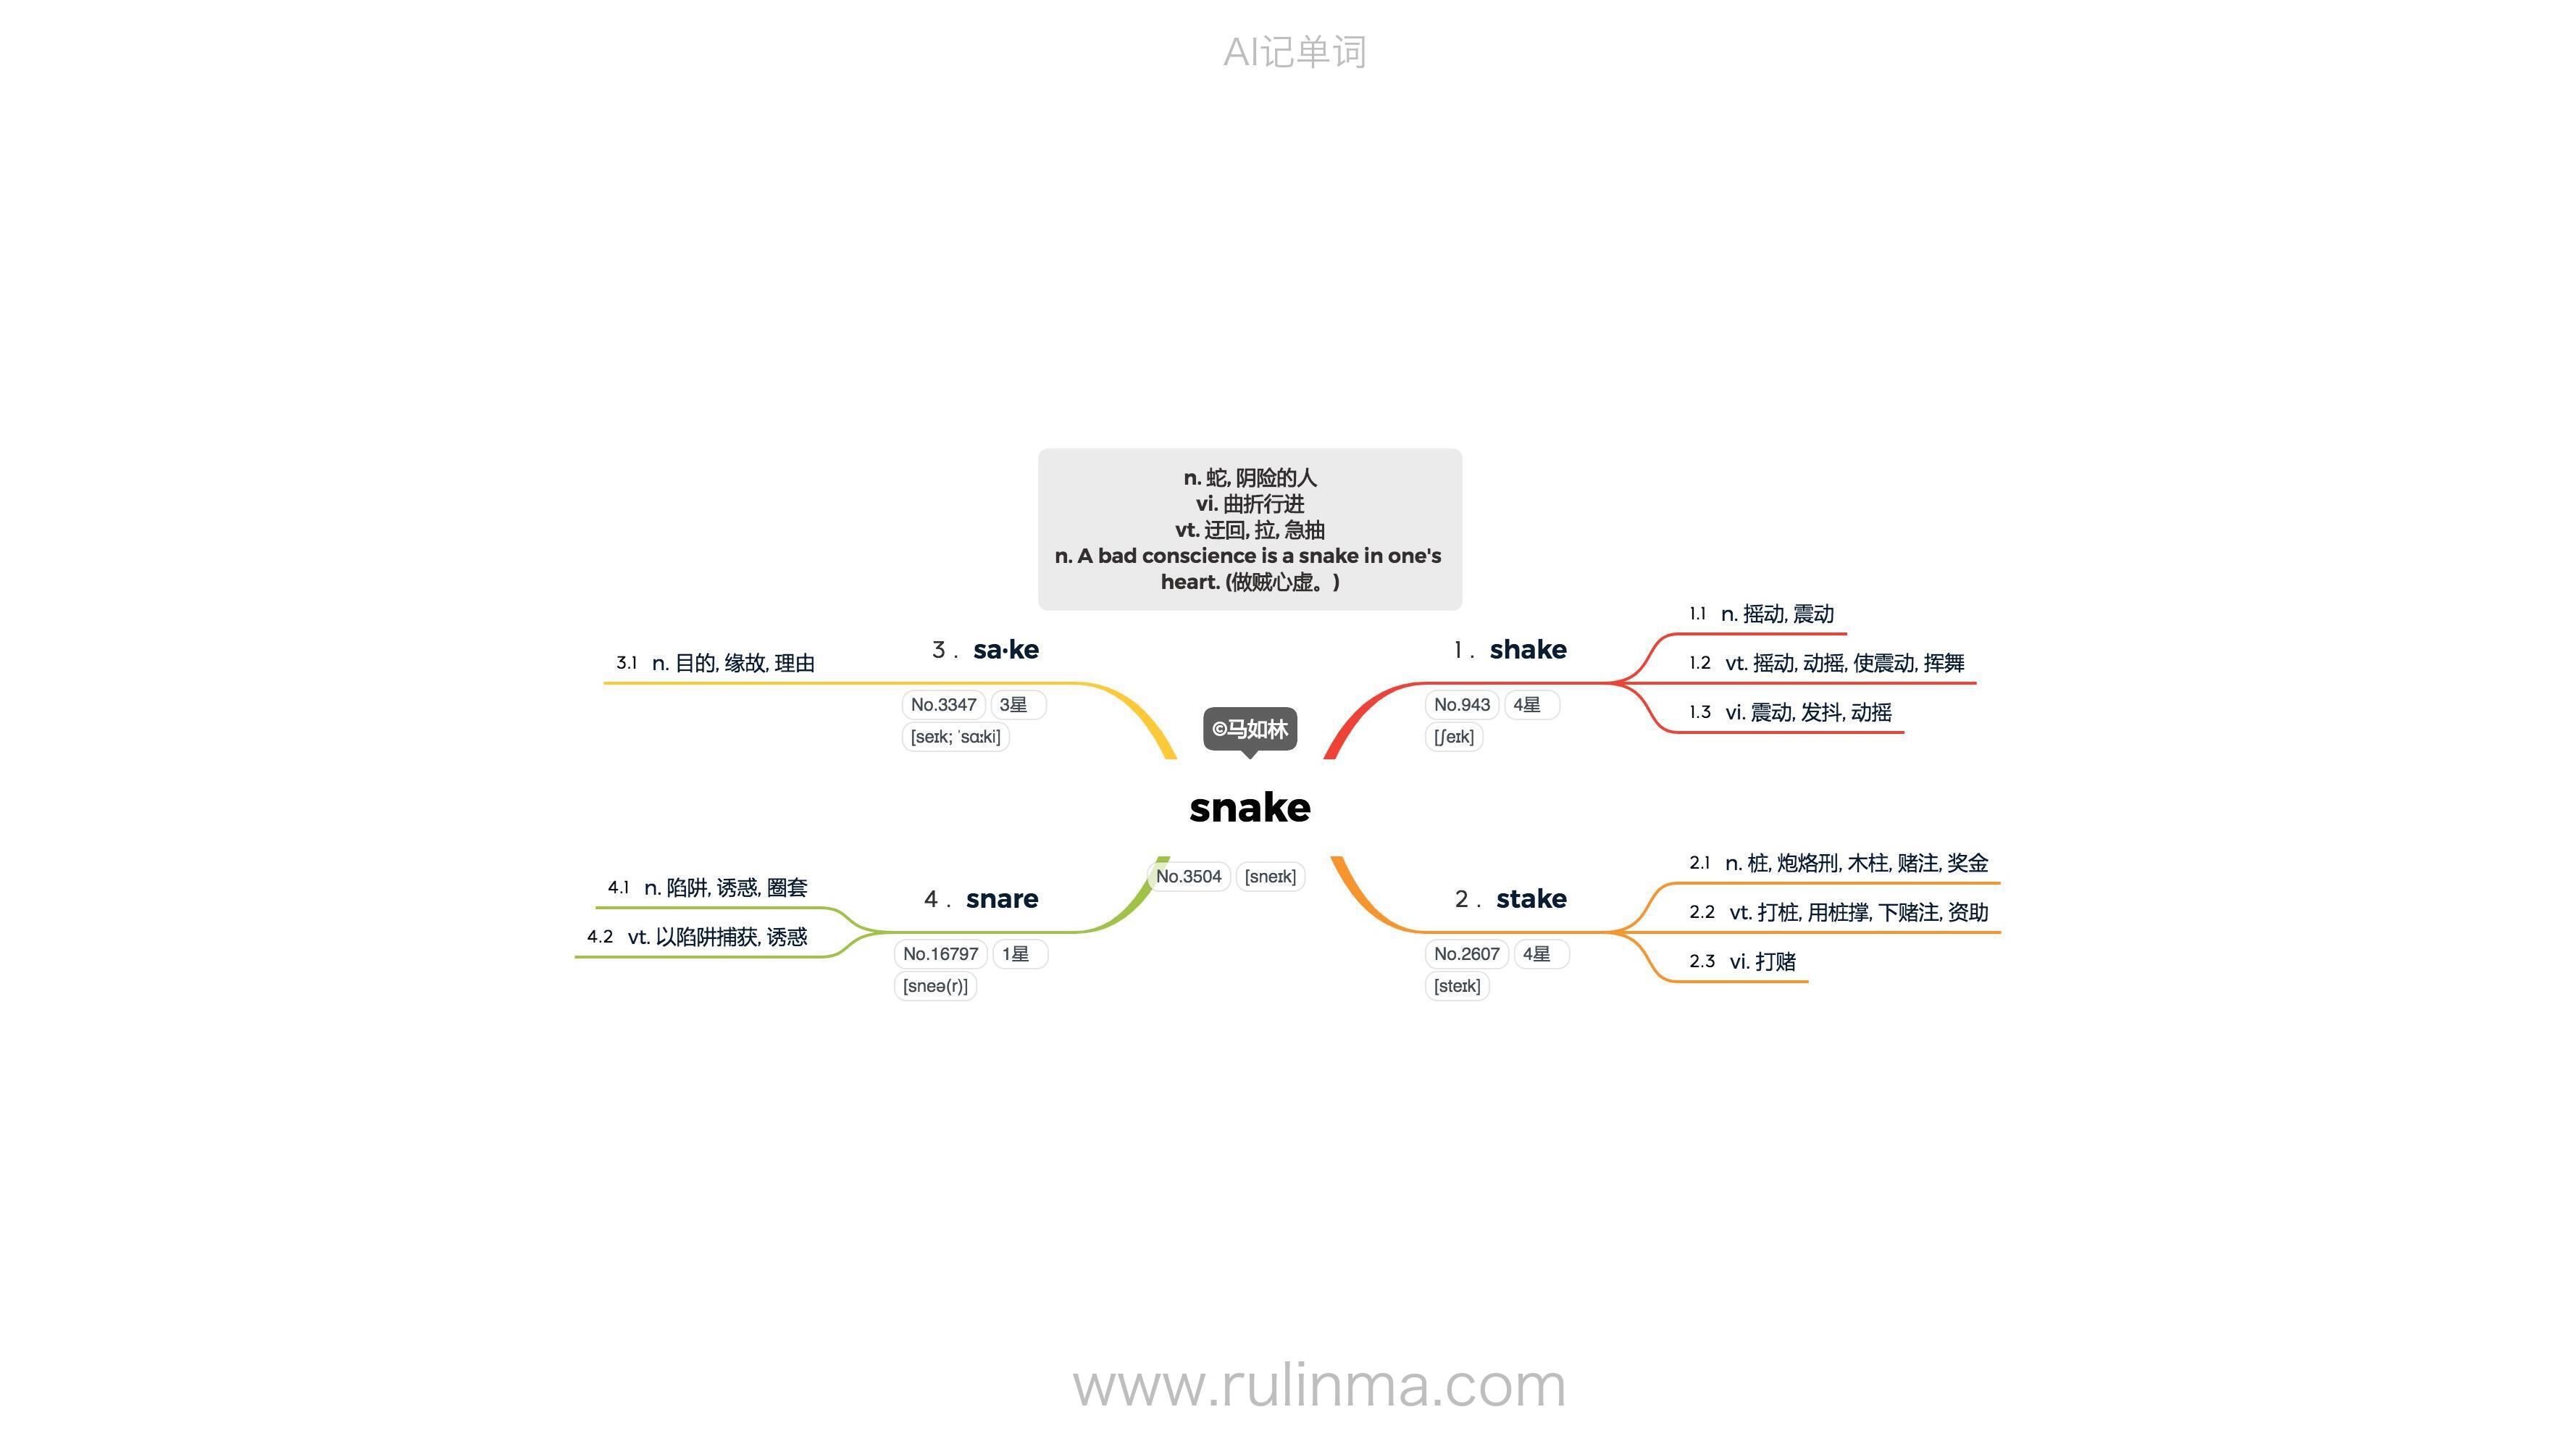 AI记单词
n. 蛇, 阴险的人
vi. 曲折行进
vt. 迂回, 拉, 急抽
n. A bad conscience is a snake in one's
heart. (做贼心虚。)
©马如林
snake
No.3504 [sneɪk]
1. shake
No.943 4星
[ʃeɪk]
1.1 n. 摇动, 震动
1.2 vt. 摇动, 动摇, 使震动, 挥舞
1.3 vi. 震动, 发抖, 动摇
2. stake
No.2607 4星
[steɪk]
2.1 n. 桩, 炮烙刑, 木柱, 赌注, 奖金
2.2 vt. 打桩, 用桩撑, 下赌注, 资助
2.3 vi. 打赌
3. sa·ke
No.3347 3星
[seɪk; ˈsɑːki]
3.1 n. 目的, 缘故, 理由
4. snare
No.16797 1星
[sneə(r)]
4.1 n. 陷阱, 诱惑, 圈套
4.2 vt. 以陷阱捕获, 诱惑
www.rulinma.com